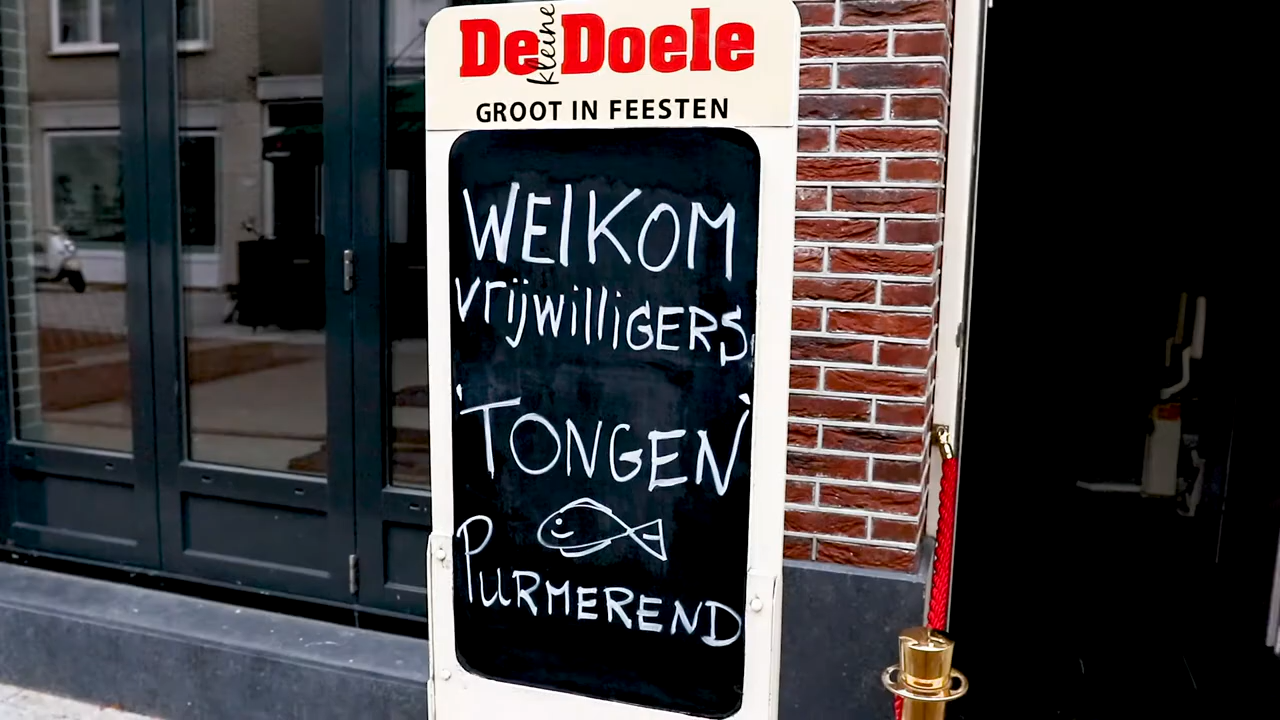 De kleine Doele
GROOT IN FEESTEN
WElKOM
vrijwilliGERS
'TONGEN'
PURMEREND